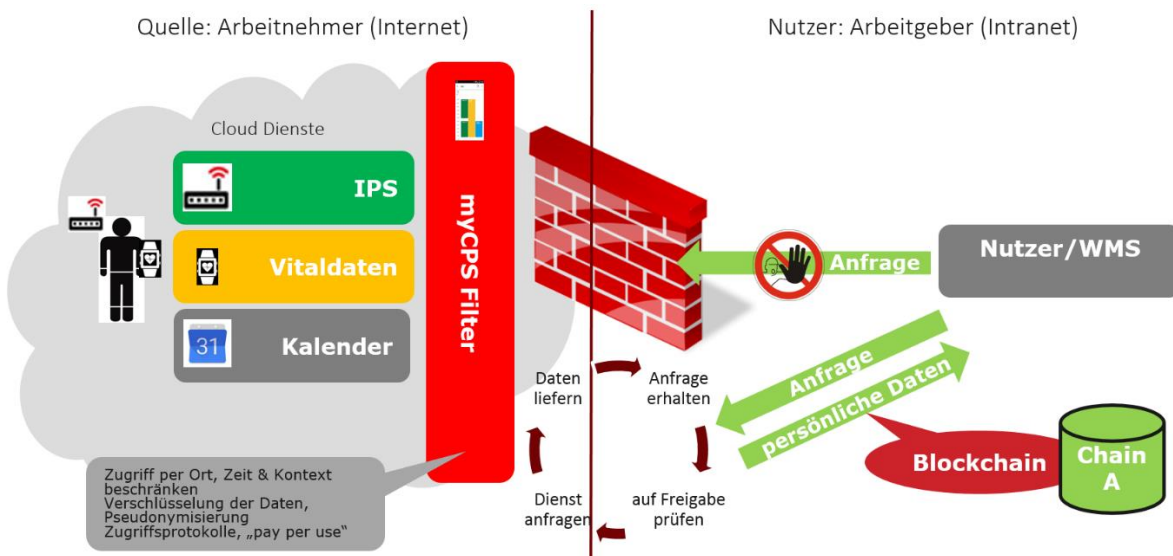 Quelle: Arbeitnehmer (Internet)
Nutzer: Arbeitgeber (Intranet)
Cloud Dienste
IPS
Vitaldaten
31
Kalender
myCPS Filter
Anfrage
Nutzer/WMS
Daten
liefern
Anfrage
erhalten
Dienst
anfragen
auf Freigabe
prüfen
Anfrage
persönliche Daten
Blockchain
Chain
A
Zugriff per Ort, Zeit & Kontext
beschränken
Verschlüsselung der Daten,
Pseudonymisierung
Zugriffsprotokolle, „pay per use“